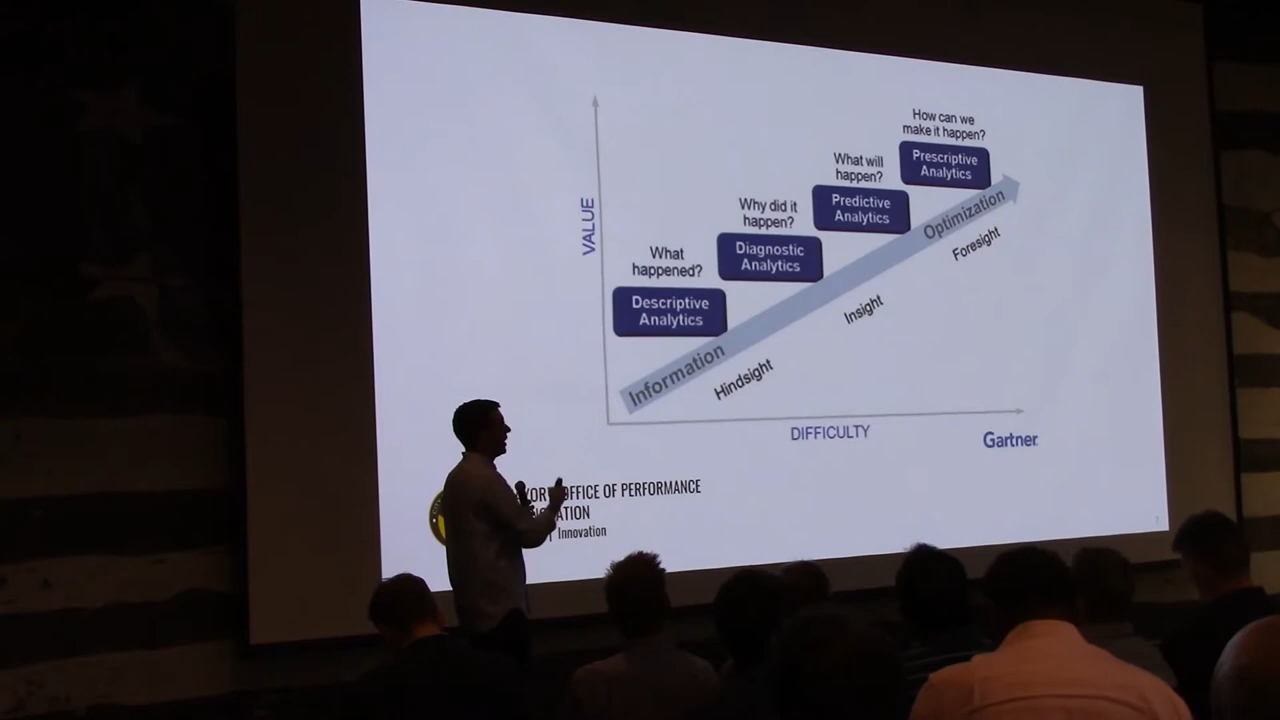 How can we
make it happen?
Prescriptive
Analytics
What will
happen?
Predictive
Analytics
Why did it
happen?
Diagnostic
Analytics
What
happened?
Descriptive
Analytics
VALUE
Information
Optimization
Hindsight
Insight
Foresight
DIFFICULTY
Gartner
OFFICE OF PERFORMANCE
Innovation
7